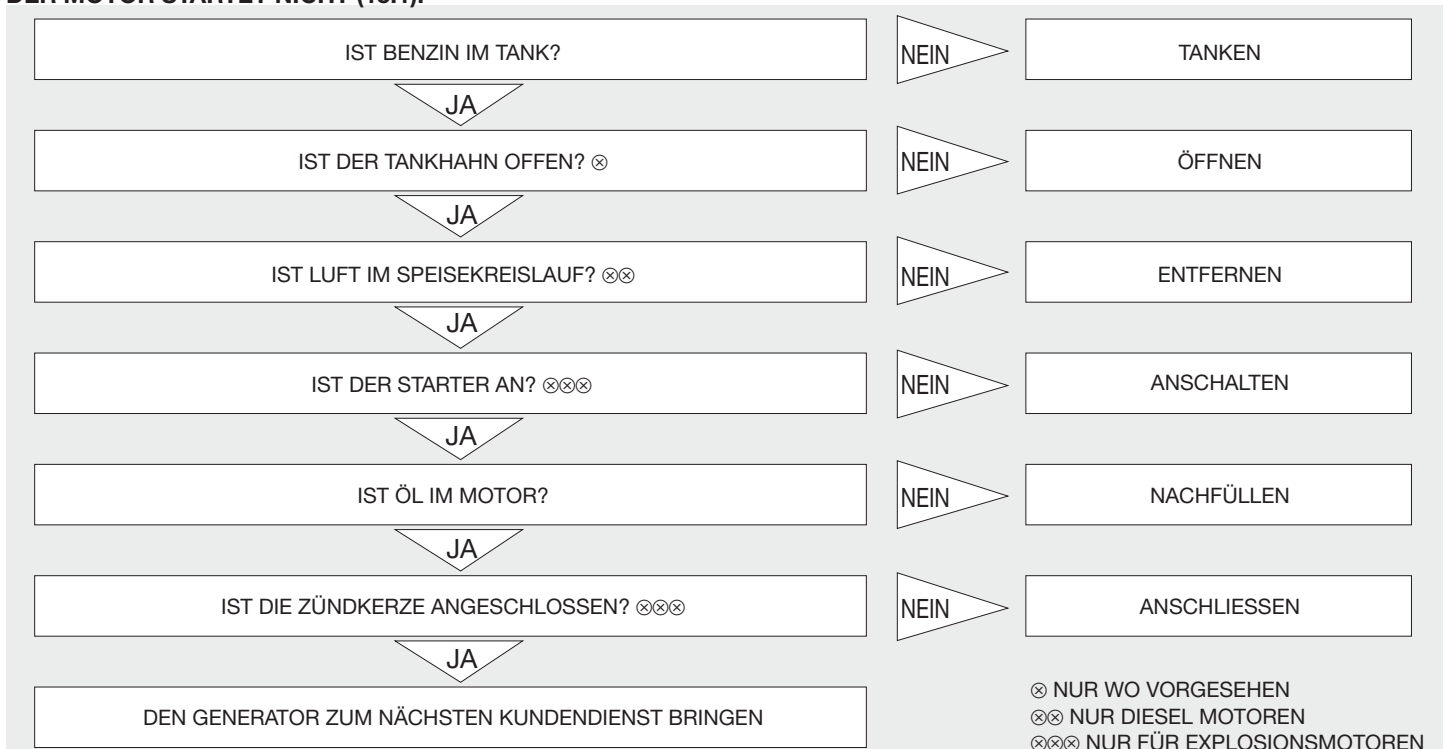 IST BENZIN IM TANK?
NEIN
TANKEN
JA
IST DER TANKHAHN OFFEN? ⊗
NEIN
ÖFFNEN
JA
IST LUFT IM SPEISEKREISLAUF? ⊗⊗
NEIN
ENTFERNEN
JA
IST DER STARTER AN? ⊗⊗⊗
NEIN
ANSCHALTEN
JA
IST ÖL IM MOTOR?
NEIN
NACHFÜLLEN
JA
IST DIE ZÜNDKERZE ANGESCHLOSSEN? ⊗⊗⊗
NEIN
ANSCHLIESSEN
JA
DEN GENERATOR ZUM NÄCHSTEN KUNDENDIENST BRINGEN
⊗ NUR WO VORGESEHEN
⊗⊗ NUR DIESEL MOTOREN
⊗⊗⊗ NUR FÜR EXPLOSIONSMOTOREN